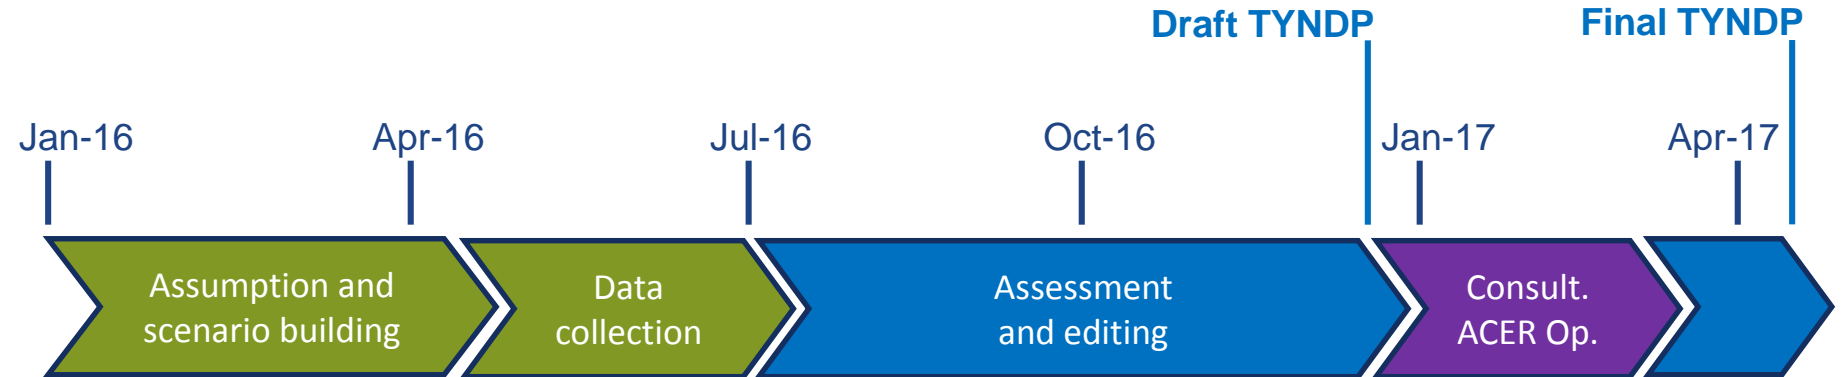 Draft TYNDP
Final TYNDP
Jan-16
Apr-16
Jul-16
Oct-16
Jan-17
Apr-17
Assumption and
scenario building
Data
collection
Assessment
and editing
Consult.
ACER Op.